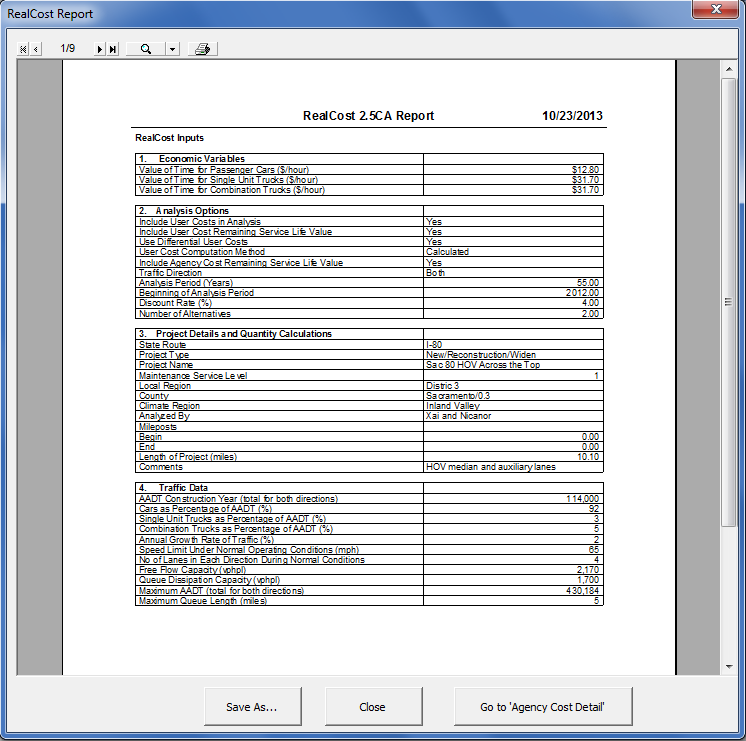 RealCost Report
1/9
RealCost 2.5CA Report 10/23/2013
RealCost Inputs
1. Economic Variables
Value of Time for Passenger Cars ($/hour) $12.80
Value of Time for Single Unit Trucks ($/hour) $31.70
Value of Time for Combination Trucks ($/hour) $31.70
2. Analysis Options
Include User Costs in Analysis Yes
Include User Cost Remaining Service Life Value Yes
Use Differential User Costs Yes
User Cost Computation Method Calculated
Include Agency Cost Remaining Service Life Value Yes
Traffic Direction Both
Analysis Period (Years) 55.00
Beginning of Analysis Period 2012.00
Discount Rate (%) 4.00
Number of Alternatives 2.00
3. Project Details and Quantity Calculations
State Route I-80
Project Type New/Reconstruction/Widen
Project Name Sac 80 HOV Across the Top
Maintenance Service Level 1
Local Region Distric 3
County Sacramento/0.3
Climate Region Inland Valley
Analyzed By Xai and Nicanor
Mileposts
Begin 0.00
End 0.00
Length of Project (miles) 10.10
Comments HOV median and auxiliary lanes
4. Traffic Data
AADT Construction Year (total for both directions) 114,000
Cars as Percentage of AADT (%) 92
Single Unit Trucks as Percentage of AADT (%) 3
Combination Trucks as Percentage of AADT (%) 5
Annual Growth Rate of Traffic (%) 2
Speed Limit Under Normal Operating Conditions (mph) 65
No of Lanes in Each Direction During Normal Conditions 4
Free Flow Capacity (vphpl) 2,170
Queue Dissipation Capacity (vphpl) 1,700
Maximum AADT (total for both directions) 430,184
Maximum Queue Length (miles) 5
Save As... Close Go to 'Agency Cost Detail'